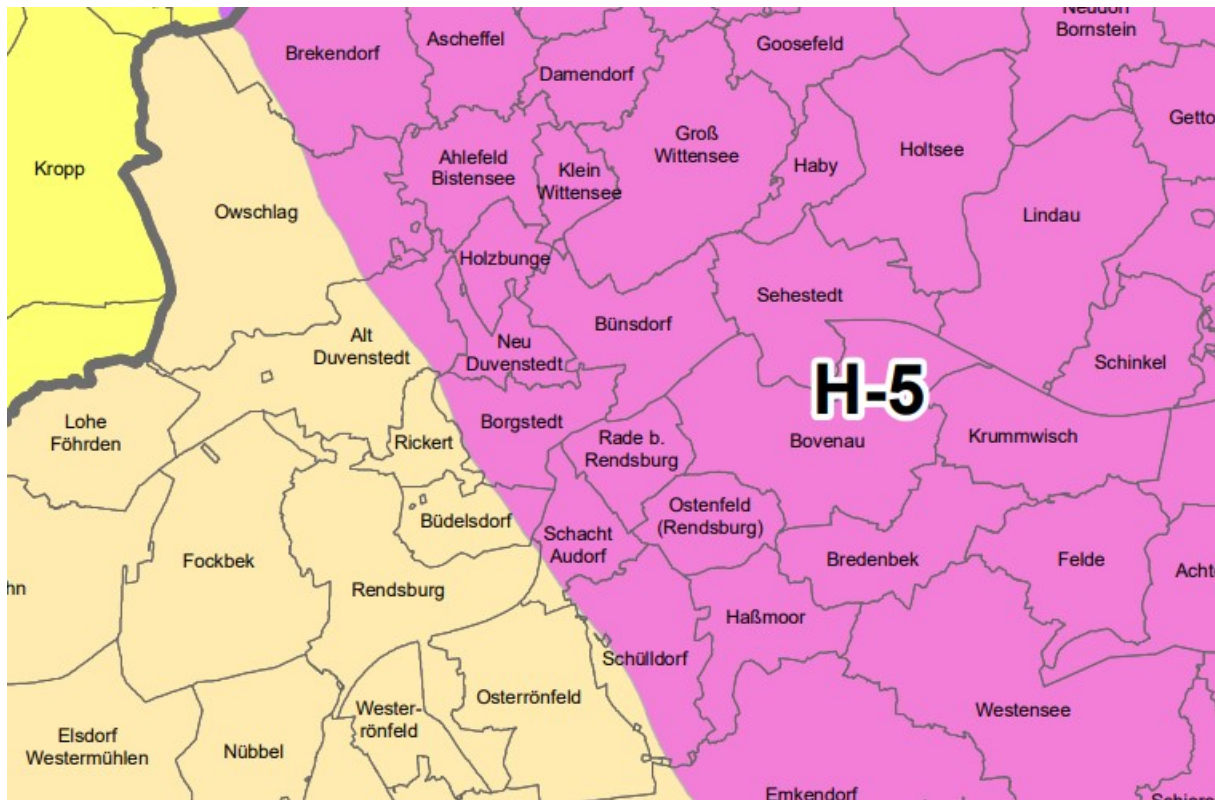 Neudorf
Bornstein
Brekendorf
Ascheffel
Goosefeld
Damendorf
Getto
Groß
Wittensee
Kropp
Ahlefeld
Bistensee
Klein
Wittensee
Haby
Holtsee
Owschlag
Lindau
Holzbunge
Sehestedt
Bünsdorf
Alt
Duvenstedt
Neu
Duvenstedt
Schinkel
H-5
Lohe
Föhrden
Rickert
Borgstedt
Rade b.
Rendsburg
Bovenau
Krummwisch
Büdelsdorf
Ostenfeld
(Rendsburg)
Schacht
Audorf
Fockbek
Bredenbek
Felde
Acht
hn
Rendsburg
Haßmoor
Schülldorf
Osterrönfeld
Wester-
rönfeld
Westensee
Elsdorf
Westermühlen
Nübbel
Emkendorf